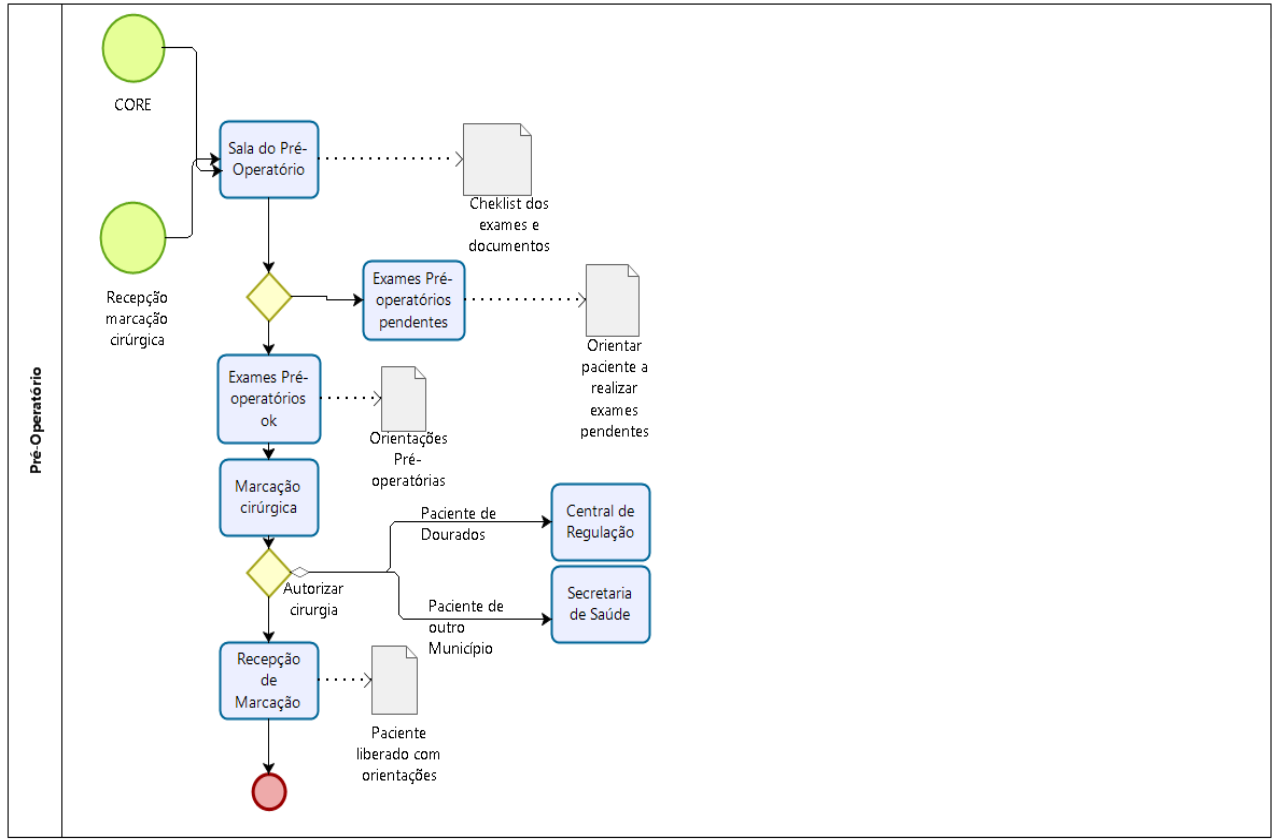 Pré-Operatório
CORE
Sala do Pré-
Operatório
Cheklist dos
exames e
documentos
Recepção
marcação
cirúrgica
Exames Pré-
operatórios
pendentes
Orientar
paciente a
realizar
exames
pendentes
Exames Pré-
operatórios
ok
Orientações
Pré-
operatórias
Marcação
cirúrgica
Paciente de
Dourados
Central de
Regulação
Autorizar
cirurgia
Paciente de
outro
Município
Secretaria
de Saúde
Recepção
de
Marcação
Paciente
liberado com
orientações